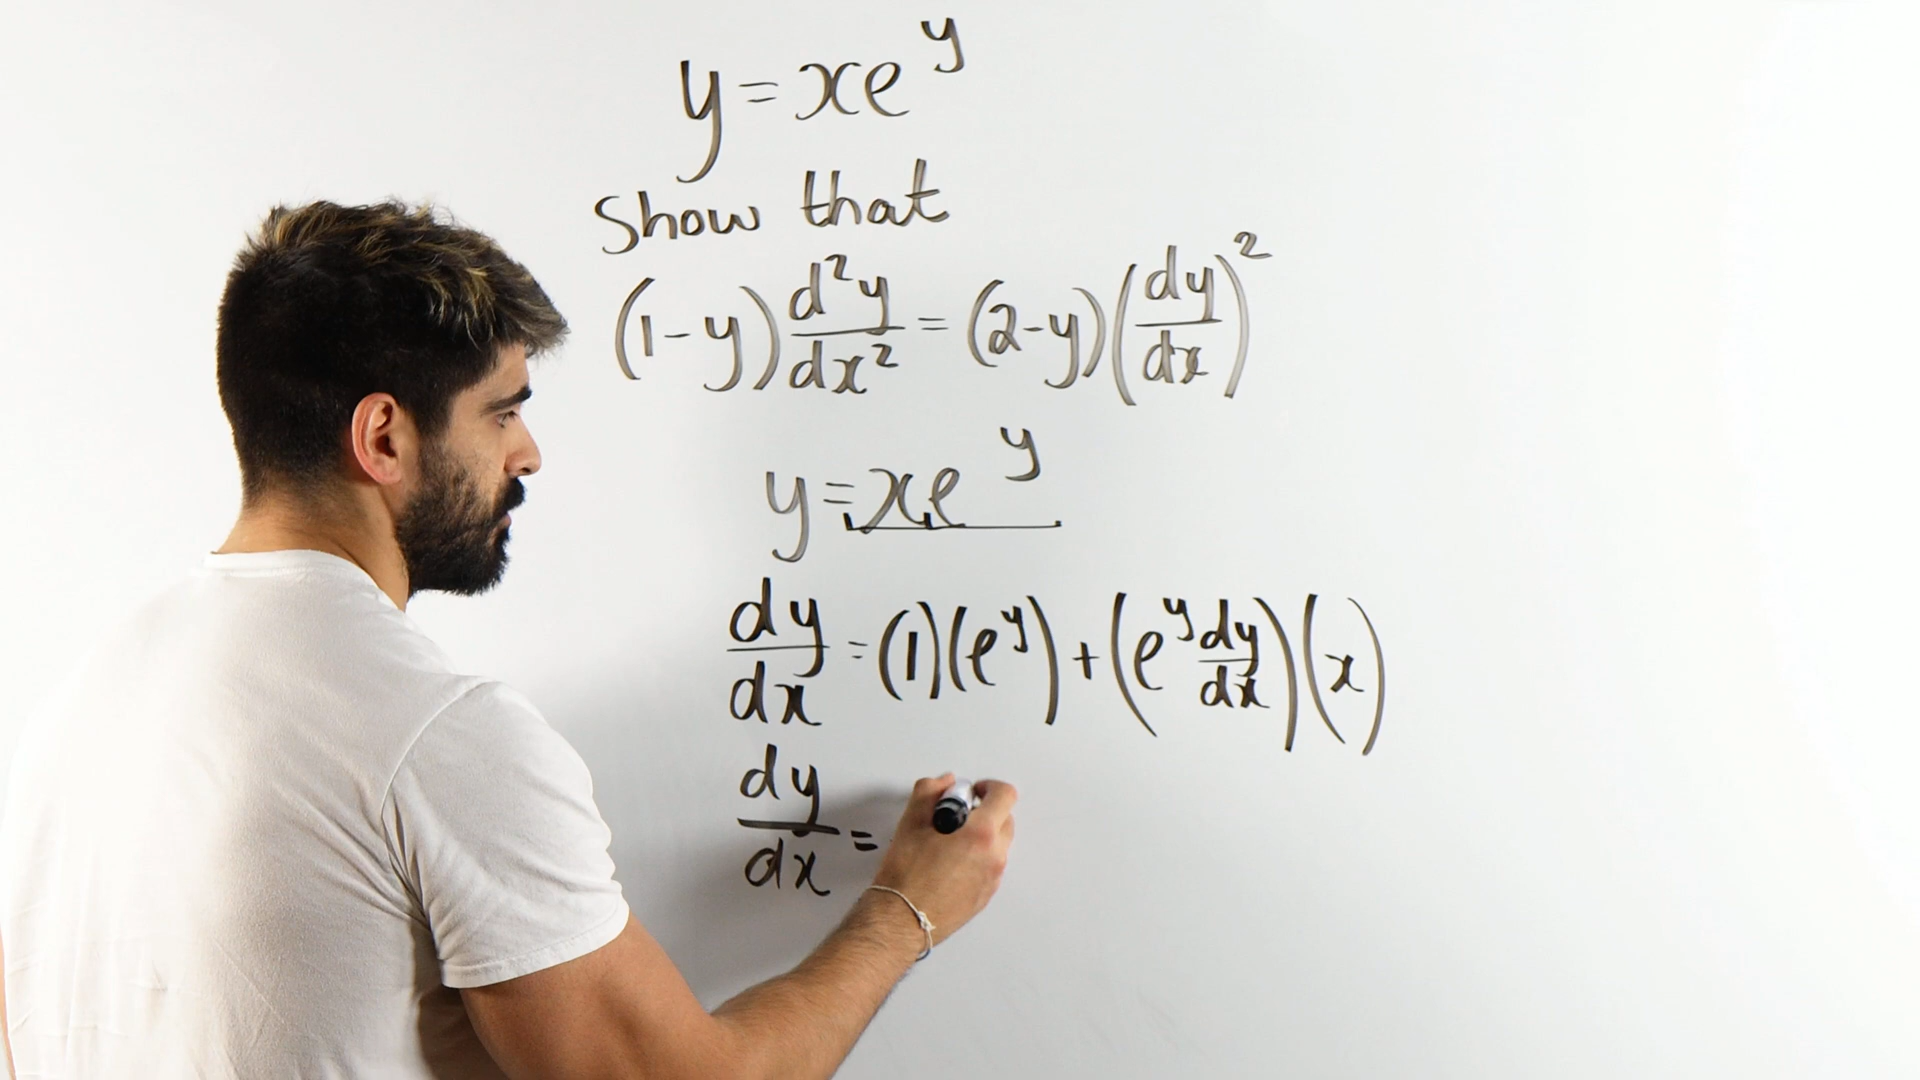 y = xe^y
Show that
(1-y) d²y/dx² = (2-y)(dy/dx)²
y = xe^y
dy/dx = (1)(e^y) + (e^y dy/dx)(x)
dy/dx =